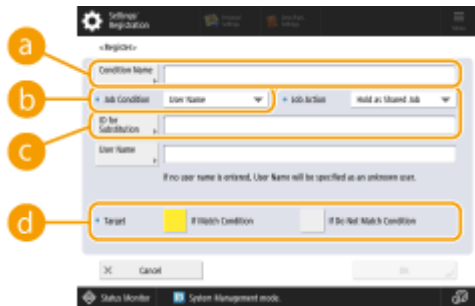 Settings/
Registration
<Register>
a
Condition Name
b
Job Condition User Name Job Action Hold as Shared Job
c
ID for
Substitution
User Name
If no user name is entered, User Name will be specified as an unknown user.
d
Target If Match Condition If Do Not Match Condition
Cancel
OK
Status Monitor System Management mode.